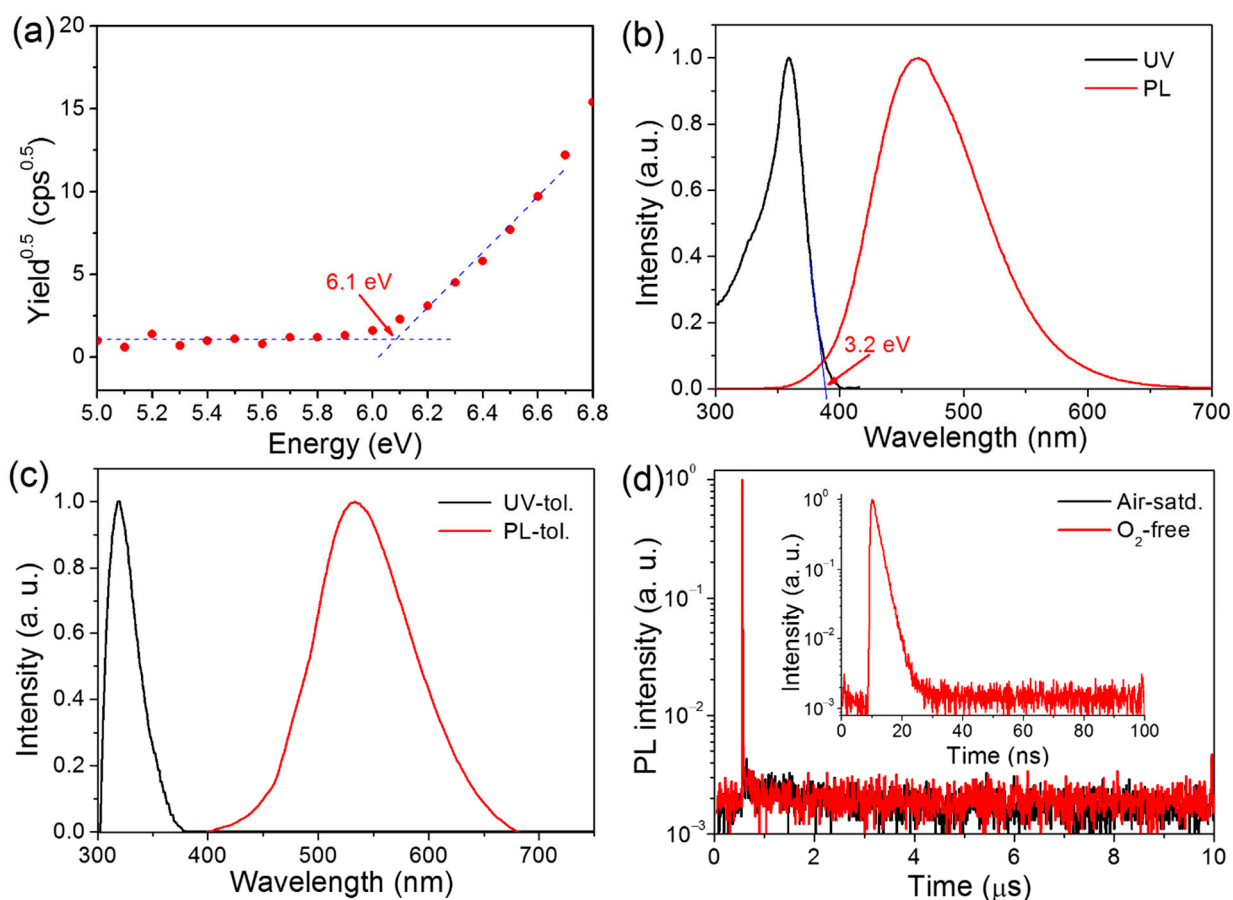 (a)
20
15
10
5
0
Yield^0.5 (cps^0.5)
6.1 eV
5.0 5.2 5.4 5.6 5.8 6.0 6.2 6.4 6.6 6.8
Energy (eV)
(b)
UV
PL
1.0
0.8
0.6
0.4
0.2
0.0
Intensity (a.u.)
3.2 eV
300 400 500 600 700
Wavelength (nm)
(c)
UV-tol.
PL-tol.
1.0
0.8
0.6
0.4
0.2
0.0
Intensity (a. u.)
300 400 500 600 700
Wavelength (nm)
(d)
Air-satd.
O₂-free
10⁰
10⁻¹
10⁻²
10⁻³
PL intensity (a. u.)
10⁰
10⁻¹
10⁻²
10⁻³
Intensity (a. u.)
0 20 40 60 80 100
Time (ns)
0 2 4 6 8 10
Time (μs)